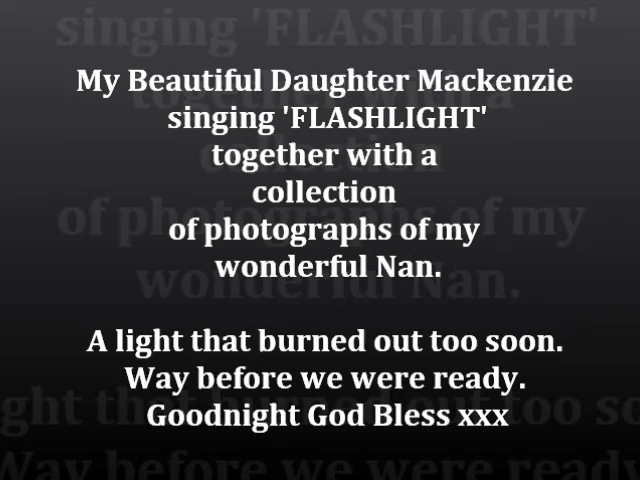 My Beautiful Daughter Mackenzie
singing 'FLASHLIGHT'
together with a
collection
of photographs of my
wonderful Nan.
A light that burned out too soon.
Way before we were ready.
Goodnight God Bless xxx